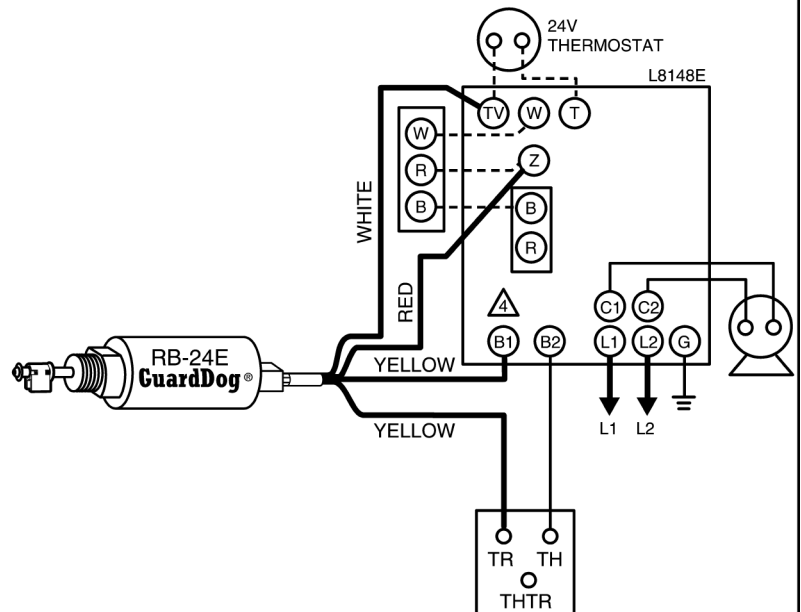 24V
THERMOSTAT
L8148E
TV W T
W
R
B
Z
B
R
WHITE
RED
4
C1 C2
B1 B2 L1 L2 G
YELLOW
RB-24E
GuardDog®
YELLOW
L1 L2
TR TH
THTR